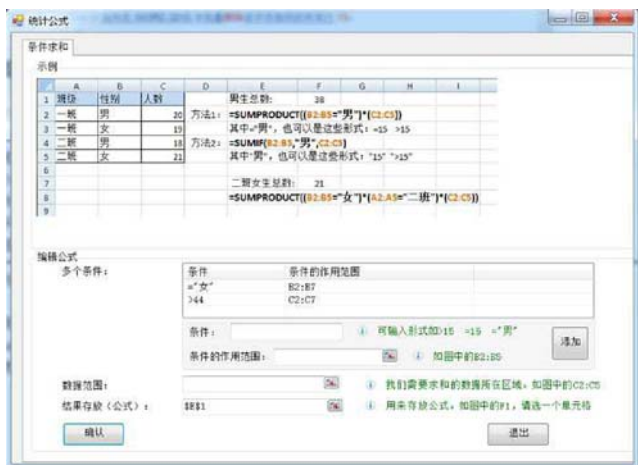 统计公式
条件求和
示例
A B C D E F G H I
1 班级 性别 人数 男生总数: 38
2 一班 男 20 方法1: =SUMPRODUCT((B2:B5="男")*(C2:C5))
3 一班 女 19 其中="男", 也可以是这些形式: =15 >15
4 二班 男 18 方法2: =SUMIF(B2:B5,"男",C2:C5)
5 二班 女 21 其中"男", 也可以是这些形式: "15" ">15"
6
7 二班女生总数: 21
8 =SUMPRODUCT((B2:B5="女")*(A2:A5="二班")*(C2:C5))
9
编辑公式
多个条件:
条件 条件的作用范围
="女" B2:B7
>44 C2:C7
条件: 可输入形式如>15 =15 ="男"
条件的作用范围: 如图中的B2:B5
添加
数据范围: 我们需要求和的数据所在区域, 如图中的C2:C5
结果存放(公式): $E$1 用来存放公式, 如图中的F1, 请选一个单元格
确认 退出